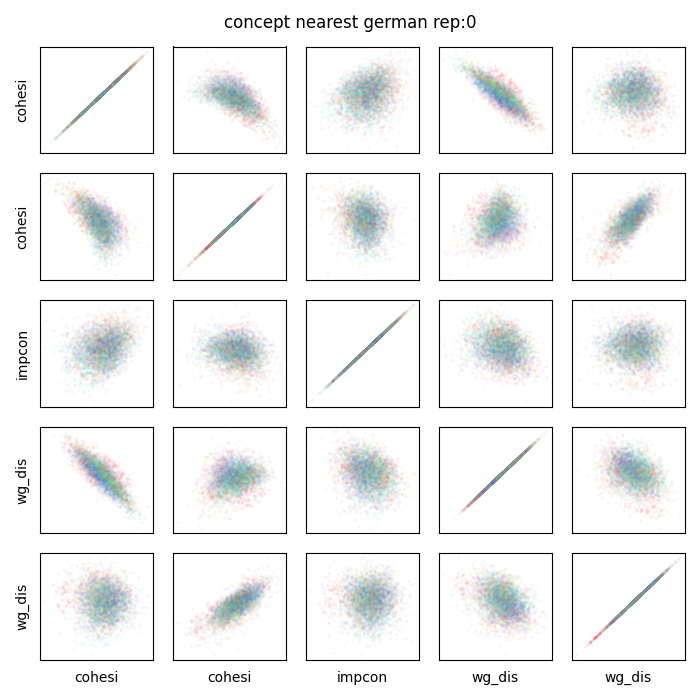 concept nearest german rep:0
cohesi
cohesi
impcon
wg_dis
wg_dis
cohesi cohesi impcon wg_dis wg_dis